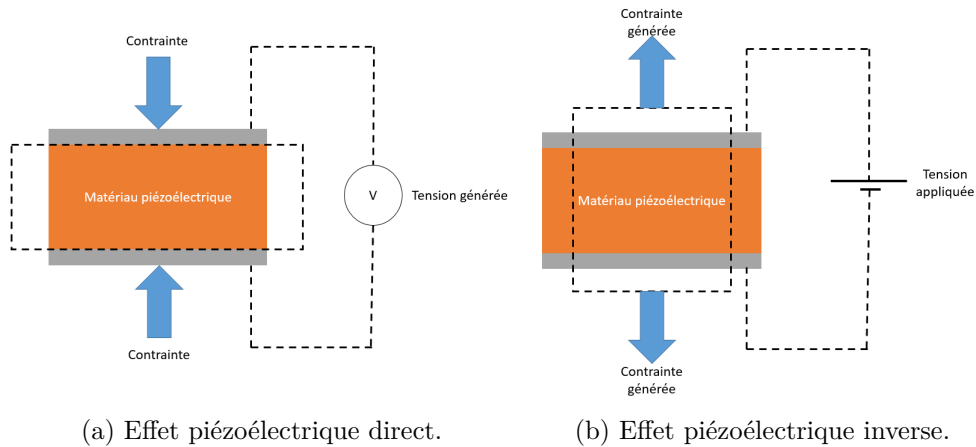 Contrainte
Matériau piézoélectrique
V
Tension générée
Contrainte
Contrainte
générée
Matériau piézoélectrique
Tension
appliquée
Contrainte
générée
(a) Effet piézoélectrique direct.
(b) Effet piézoélectrique inverse.